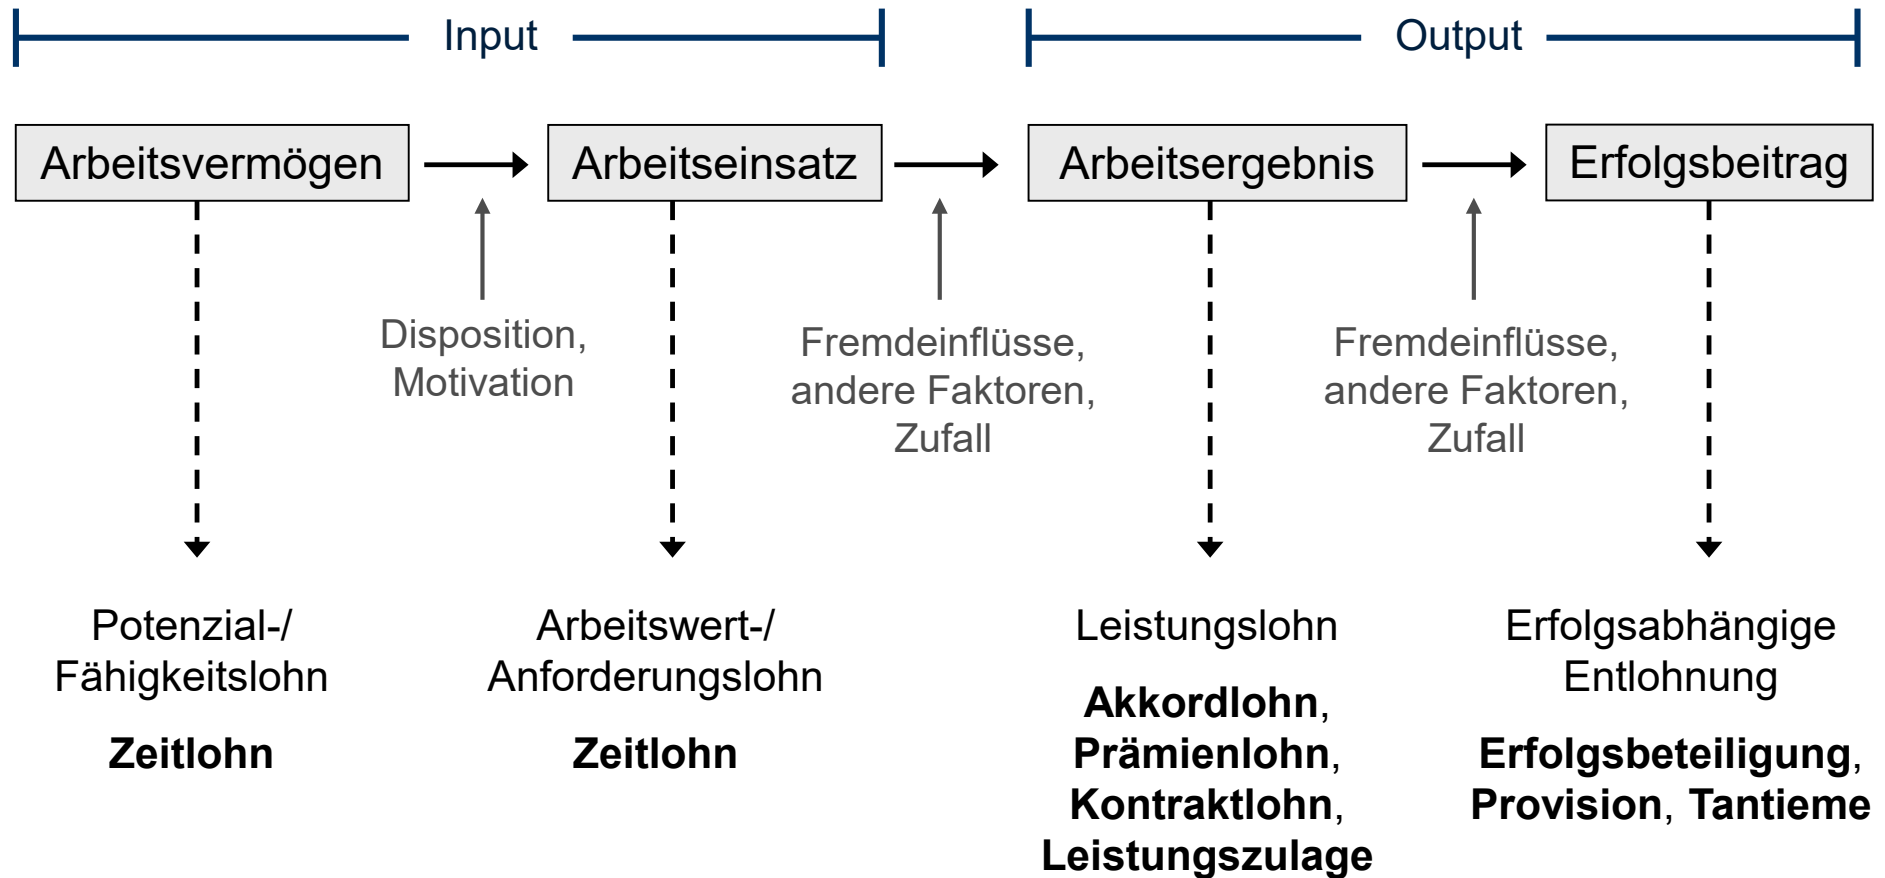 Input
Output
Arbeitsvermögen
Arbeitseinsatz
Arbeitsergebnis
Erfolgsbeitrag
Disposition,
Motivation
Fremdeinflüsse,
andere Faktoren,
Zufall
Fremdeinflüsse,
andere Faktoren,
Zufall
Potenzial-/
Fähigkeitslohn
Zeitlohn
Arbeitswert-/
Anforderungslohn
Zeitlohn
Leistungslohn
Akkordlohn,
Prämienlohn,
Kontraktlohn,
Leistungszulage
Erfolgsabhängige
Entlohnung
Erfolgsbeteiligung,
Provision, Tantieme